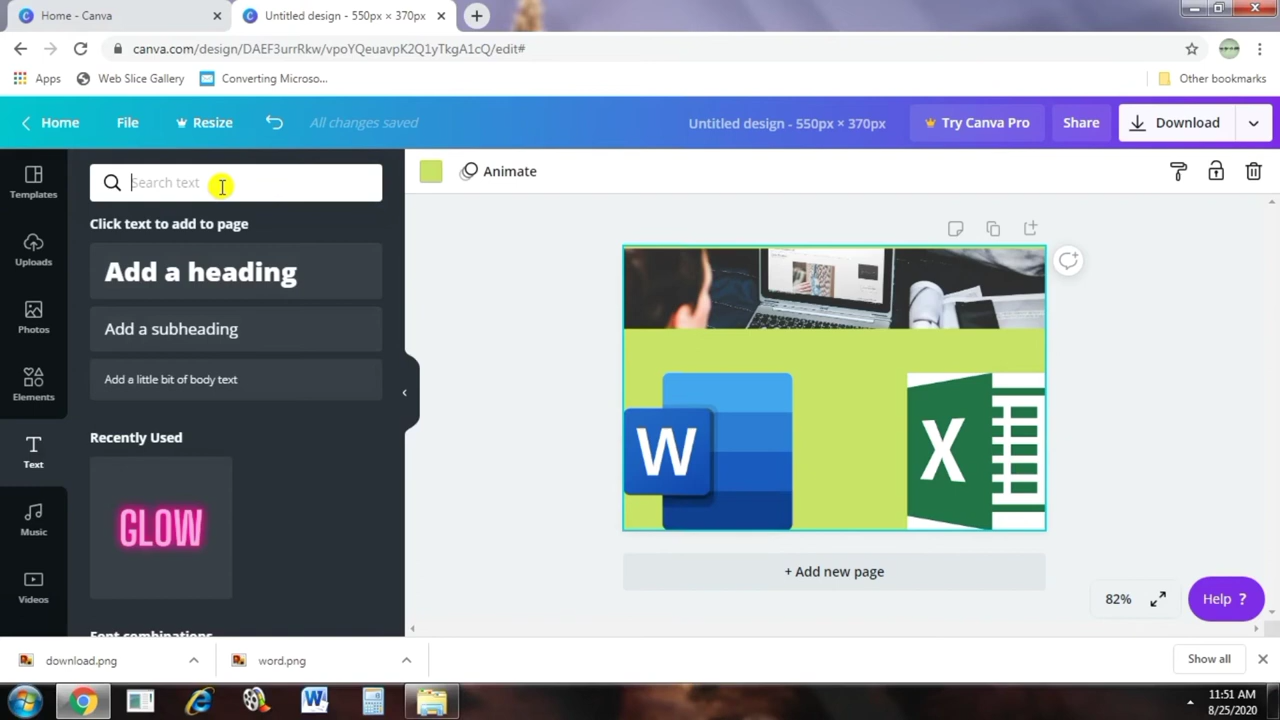 Home - Canva
Untitled design - 550px × 370px
canva.com/design/DAEF3urrRkw/vpoYQeuavpK2Q1yTkgA1cQ/edit#
Apps
Web Slice Gallery
Converting Microso...
Other bookmarks
Home
File
Resize
All changes saved
Untitled design - 550px × 370px
Try Canva Pro
Share
Download
Templates
Uploads
Photos
Elements
Text
Music
Videos
Search text
Click text to add to page
Add a heading
Add a subheading
Add a little bit of body text
Recently Used
GLOW
Font combinations
Animate
W
X
+ Add new page
82%
Help ?
download.png
word.png
Show all
11:51 AM
8/25/2020